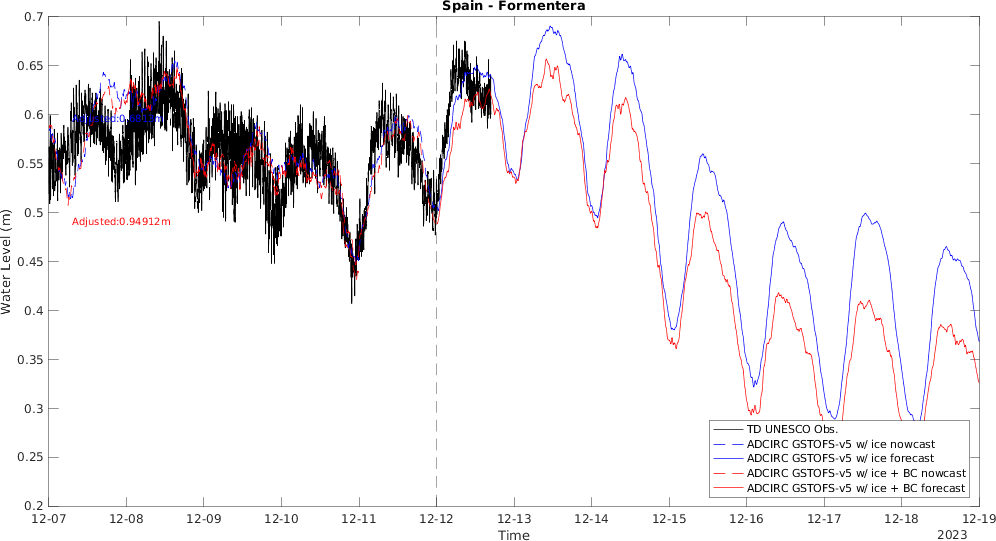 Spain - Formentera
0.7
0.65
0.6
0.55
0.5
0.45
0.4
0.35
0.3
0.25
0.2
Water Level (m)
Adjusted:0.94912m
TD UNESCO Obs.
ADCIRC GSTOFS-v5 w/ ice nowcast
ADCIRC GSTOFS-v5 w/ ice forecast
ADCIRC GSTOFS-v5 w/ ice + BC nowcast
ADCIRC GSTOFS-v5 w/ ice + BC forecast
12-07 12-08 12-09 12-10 12-11 12-12 12-13 12-14 12-15 12-16 12-17 12-18 12-19
Time
2023